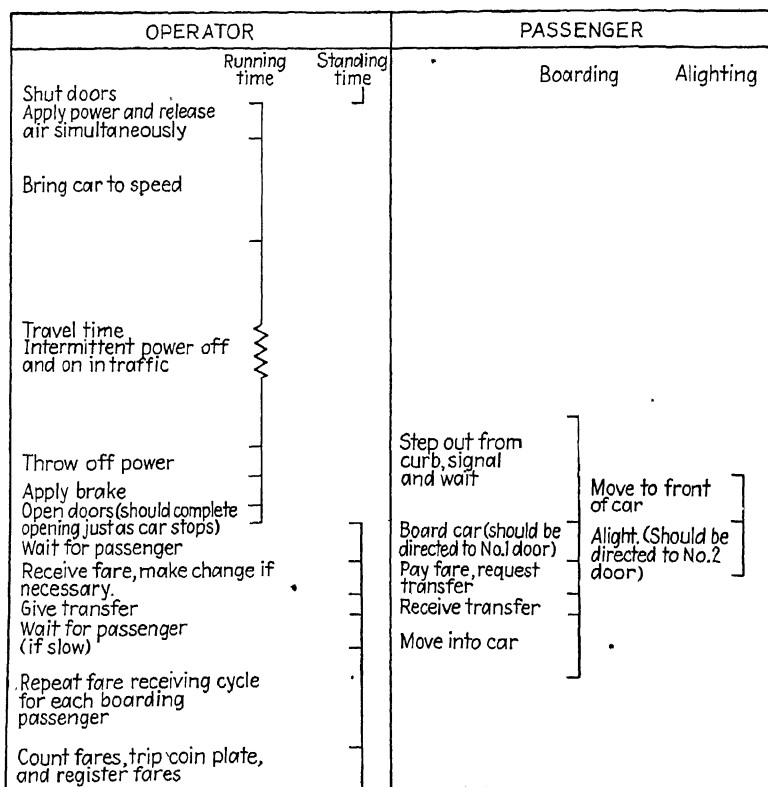 OPERATOR
Running time
Standing time
Shut doors
Apply power and release
air simultaneously
Bring car to speed
Travel time
Intermittent power off
and on in traffic
Throw off power
Apply brake
Open doors (should complete
opening just as car stops)
Wait for passenger
Receive fare, make change if
necessary.
Give transfer
Wait for passenger
(if slow)
Repeat fare receiving cycle
for each boarding
passenger
Count fares, trip coin plate,
and register fares
PASSENGER
Boarding
Alighting
Step out from
curb, signal
and wait
Move to front
of car
Board car (should be
directed to No.1 door)
Alight. (Should be
directed to No.2
door)
Pay fare, request
transfer
Receive transfer
Move into car